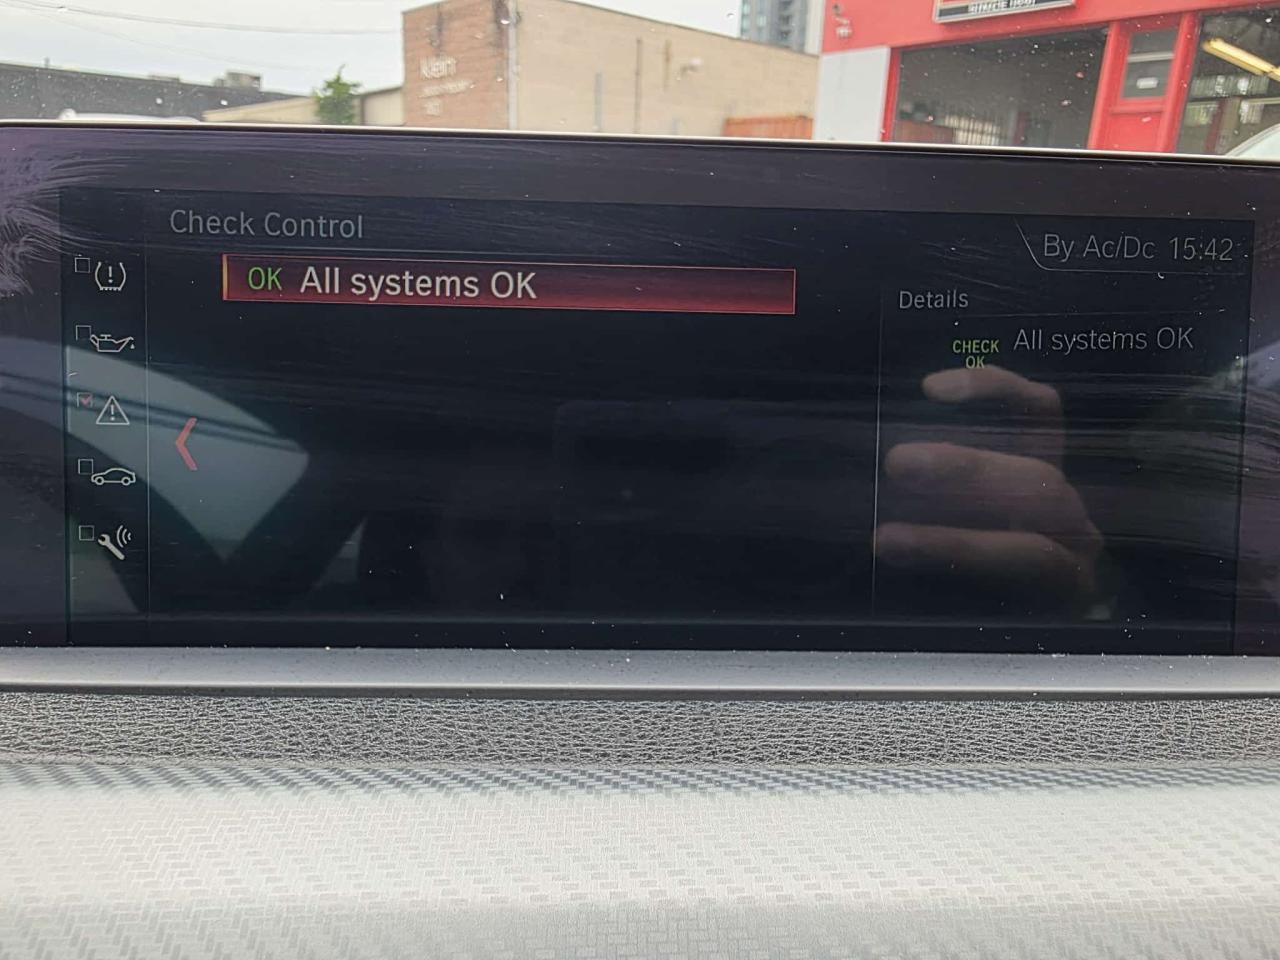 Check Control
By Ac/Dc 15:42
OK All systems OK
Details
CHECK
OK
All systems OK